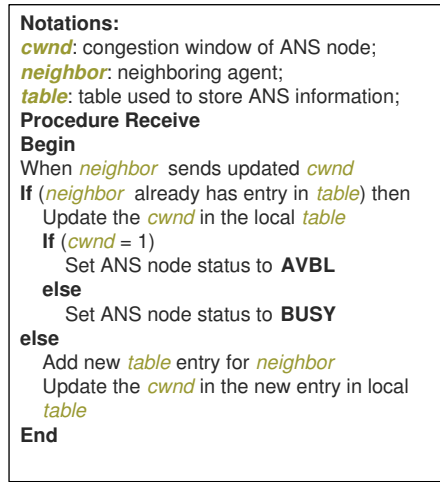 Notations:
cwnd: congestion window of ANS node;
neighbor: neighboring agent;
table: table used to store ANS information;
Procedure Receive
Begin
When neighbor sends updated cwnd
If (neighbor already has entry in table) then
Update the cwnd in the local table
If (cwnd = 1)
Set ANS node status to AVBL
else
Set ANS node status to BUSY
else
Add new table entry for neighbor
Update the cwnd in the new entry in local
table
End